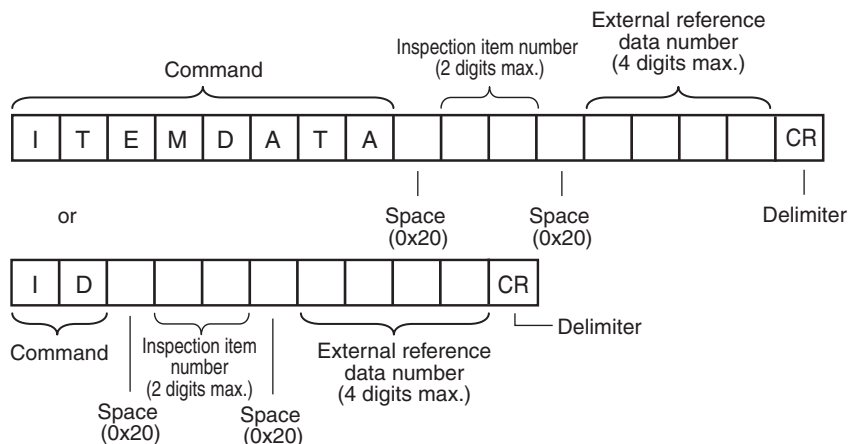 Command
Inspection item number
(2 digits max.)
External reference
data number
(4 digits max.)
I T E M D A T A CR
Space
(0x20)
Space
(0x20)
Delimiter
or
I D CR
Command
Space
(0x20)
Inspection item
number
(2 digits max.)
Space
(0x20)
External reference
data number
(4 digits max.)
Delimiter